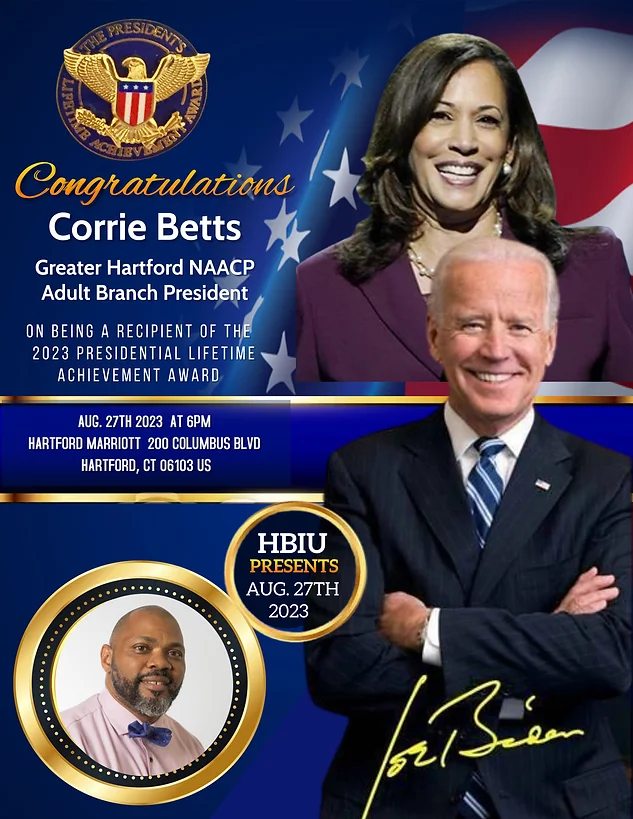 THE PRESIDENT'S
LIFETIME ACHIEVEMENT AWARD
Congratulations
Corrie Betts
Greater Hartford NAACP
Adult Branch President
ON BEING A RECIPIENT OF THE
2023 PRESIDENTIAL LIFETIME
ACHIEVEMENT AWARD
AUG. 27TH 2023 AT 6PM
HARTFORD MARRIOTT 200 COLUMBUS BLVD
HARTFORD, CT 06103 US
HBIU
PRESENTS
AUG. 27TH
2023
Joe Biden